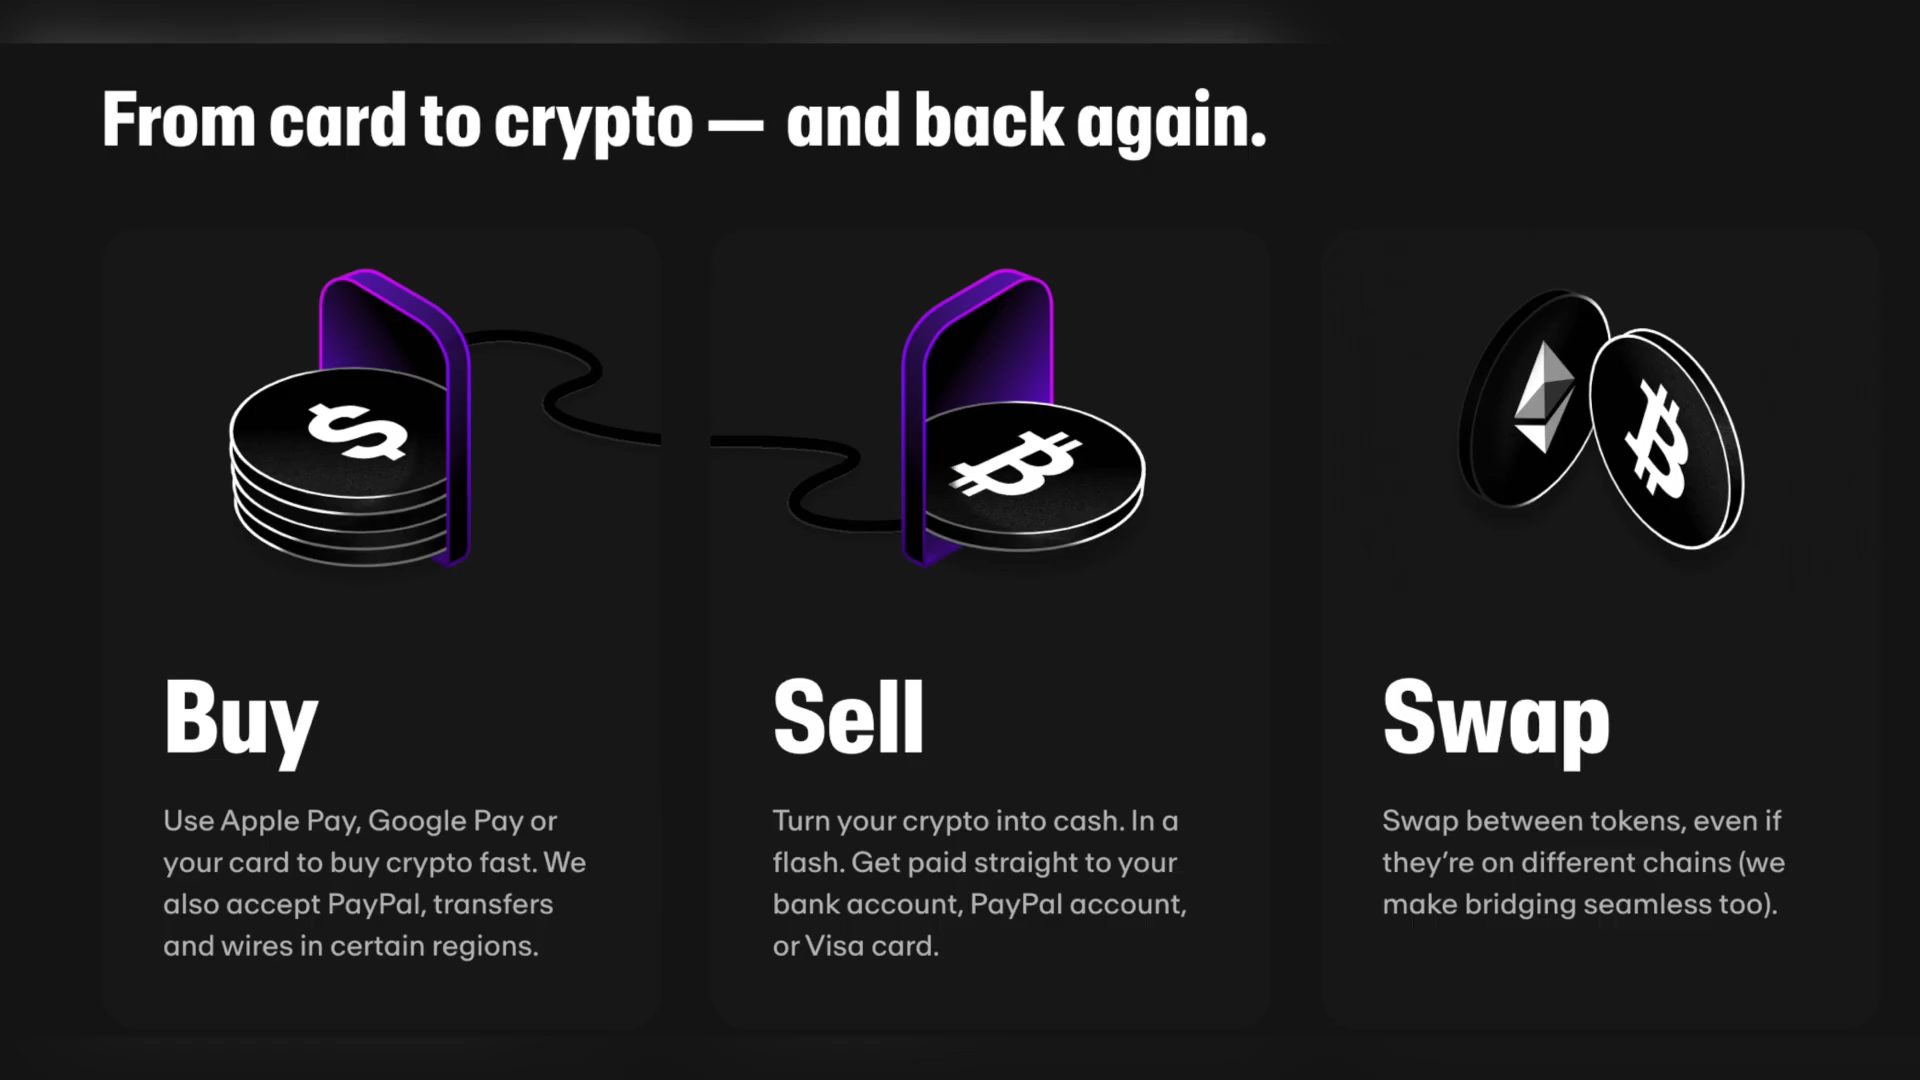 From card to crypto — and back again.
Buy
Use Apple Pay, Google Pay or
your card to buy crypto fast. We
also accept PayPal, transfers
and wires in certain regions.
Sell
Turn your crypto into cash. In a
flash. Get paid straight to your
bank account, PayPal account,
or Visa card.
Swap
Swap between tokens, even if
they’re on different chains (we
make bridging seamless too).